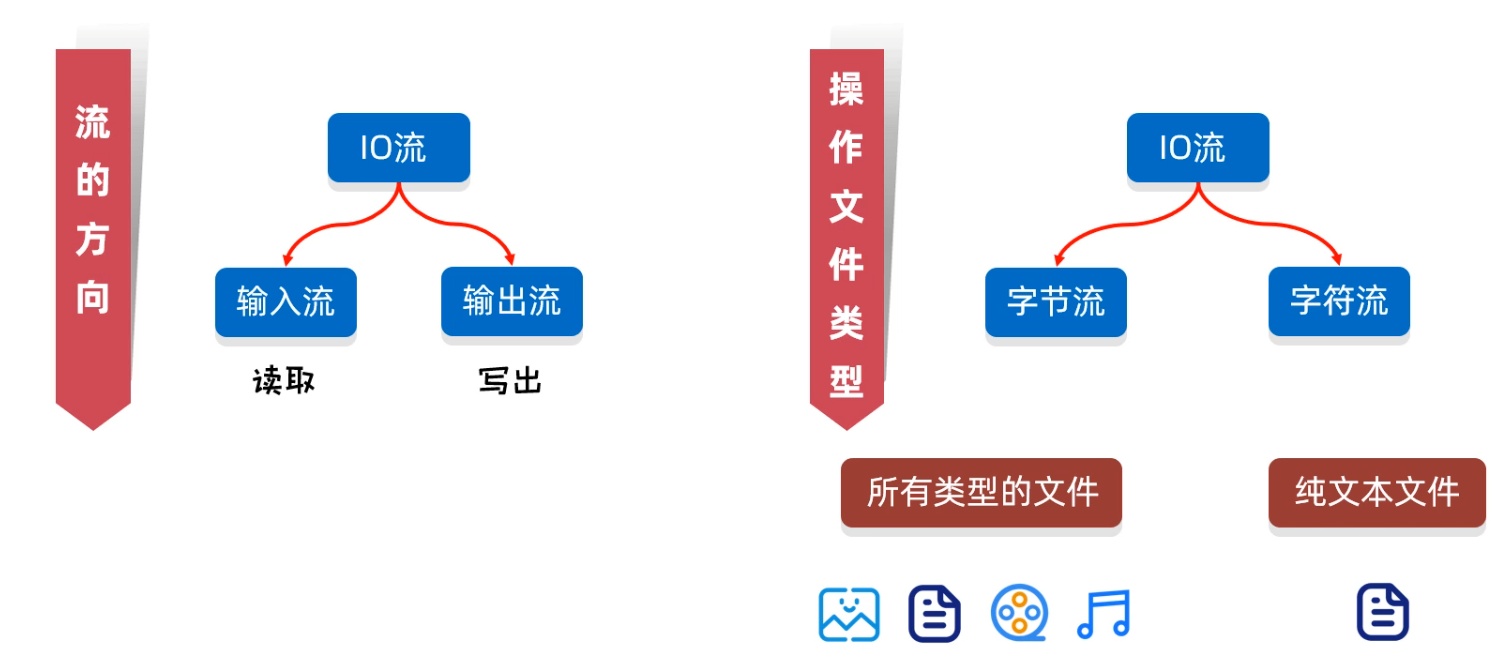 流的方向
IO流
输入流
输出流
读取
写出
操作文件类型
IO流
字节流
字符流
所有类型的文件
纯文本文件